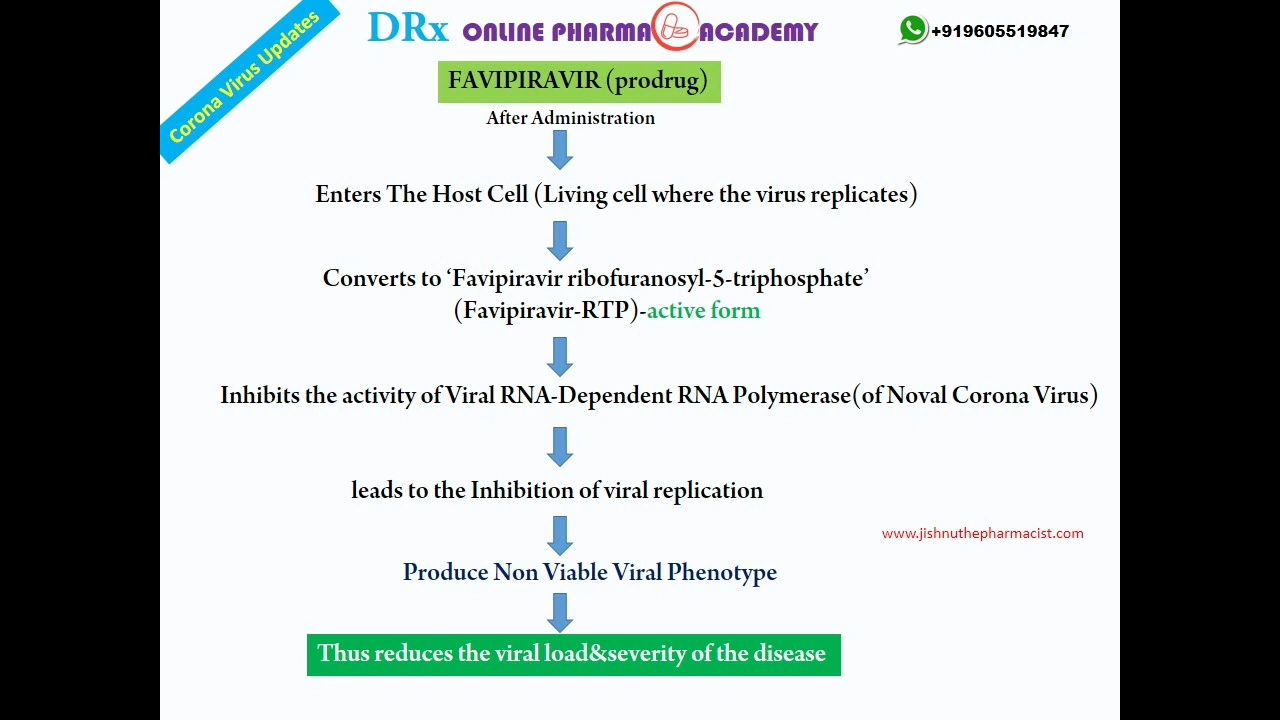 Corona Virus Updates
DRx ONLINE PHARMA ACADEMY
+919605519847
FAVIPIRAVIR (prodrug)
After Administration
Enters The Host Cell (Living cell where the virus replicates)
Converts to ‘Favipiravir ribofuranosyl-5-triphosphate’
(Favipiravir-RTP)-active form
Inhibits the activity of Viral RNA-Dependent RNA Polymerase(of Noval Corona Virus)
leads to the Inhibition of viral replication
www.jishnuthepharmacist.com
Produce Non Viable Viral Phenotype
Thus reduces the viral load&severity of the disease